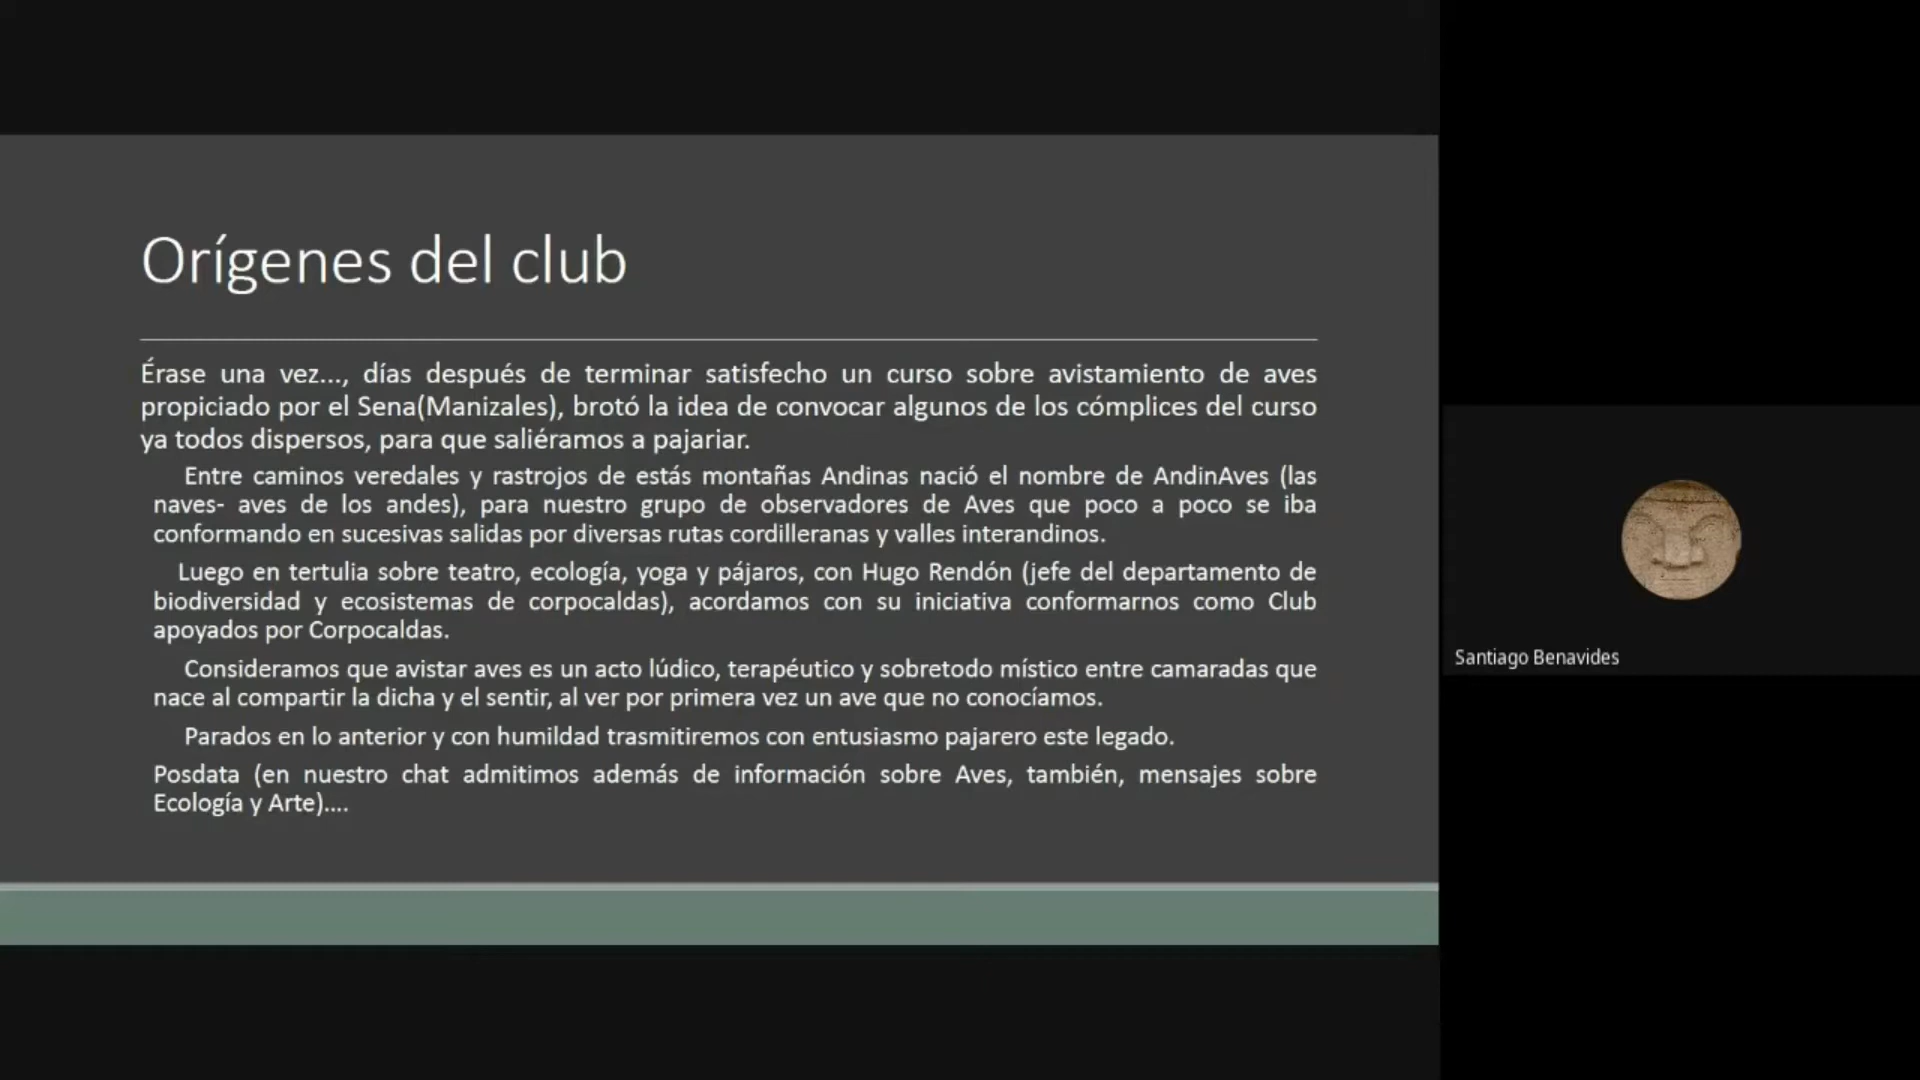 Orígenes del club
Érase una vez..., días después de terminar satisfecho un curso sobre avistamiento de aves
propiciado por el Sena(Manizales), brotó la idea de convocar algunos de los cómplices del curso
ya todos dispersos, para que saliéramos a pajariar.
Entre caminos veredales y rastrojos de estás montañas Andinas nació el nombre de AndinAves (las
naves- aves de los andes), para nuestro grupo de observadores de Aves que poco a poco se iba
conformando en sucesivas salidas por diversas rutas cordilleranas y valles interandinos.
Luego en tertulia sobre teatro, ecología, yoga y pájaros, con Hugo Rendón (jefe del departamento de
biodiversidad y ecosistemas de corpocaldas), acordamos con su iniciativa conformarnos como Club
apoyados por Corpocaldas.
Consideramos que avistar aves es un acto lúdico, terapéutico y sobretodo místico entre camaradas que
nace al compartir la dicha y el sentir, al ver por primera vez un ave que no conocíamos.
Parados en lo anterior y con humildad trasmitiremos con entusiasmo pajarero este legado.
Posdata (en nuestro chat admitimos además de información sobre Aves, también, mensajes sobre
Ecología y Arte)....
Santiago Benavides